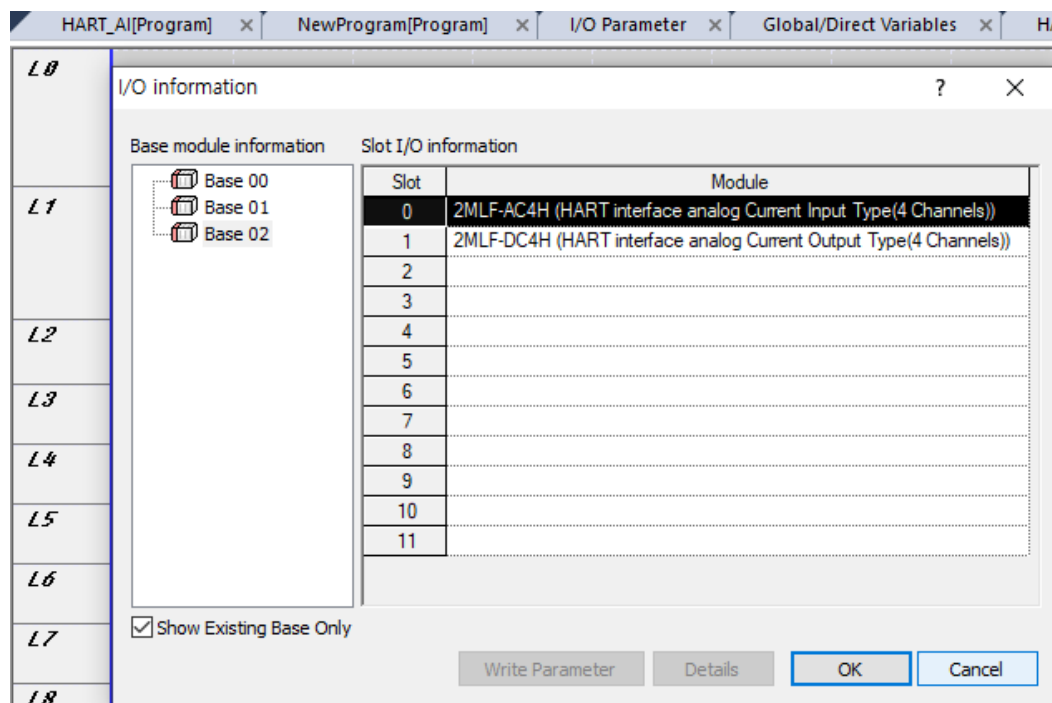 HART_AI[Program] × NewProgram[Program] × I/O Parameter × Global/Direct Variables ×
L0
I/O information ? ×
Base module information Slot I/O information
Base 00 Slot Module
L1 Base 01 0 2MLF-AC4H (HART interface analog Current Input Type(4 Channels))
Base 02 1 2MLF-DC4H (HART interface analog Current Output Type(4 Channels))
2
3
L2 4
5
L3 6
7
L4 8
9
L5 10
11
L6
Show Existing Base Only
L7
Write Parameter Details OK Cancel
L8